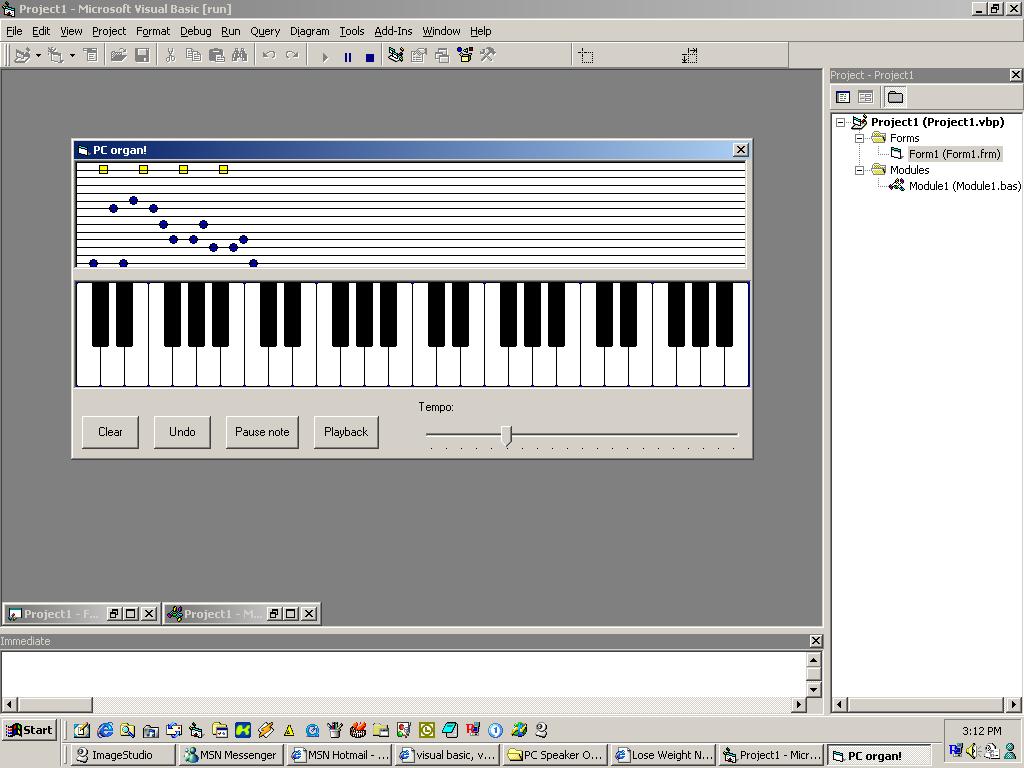 Project1 - Microsoft Visual Basic [run]
File Edit View Project Format Debug Run Query Diagram Tools Add-Ins Window Help
Project - Project1
Project1 (Project1.vbp)
Forms
Form1 (Form1.frm)
Modules
Module1 (Module1.bas)
PC organ!
Tempo:
Clear Undo Pause note Playback
Project1 - F... Project1 - M...
Immediate
Start
3:12 PM
ImageStudio MSN Messenger MSN Hotmail - ... visual basic, v... PC Speaker O... Lose Weight N... Project1 - Micr... PC organ!